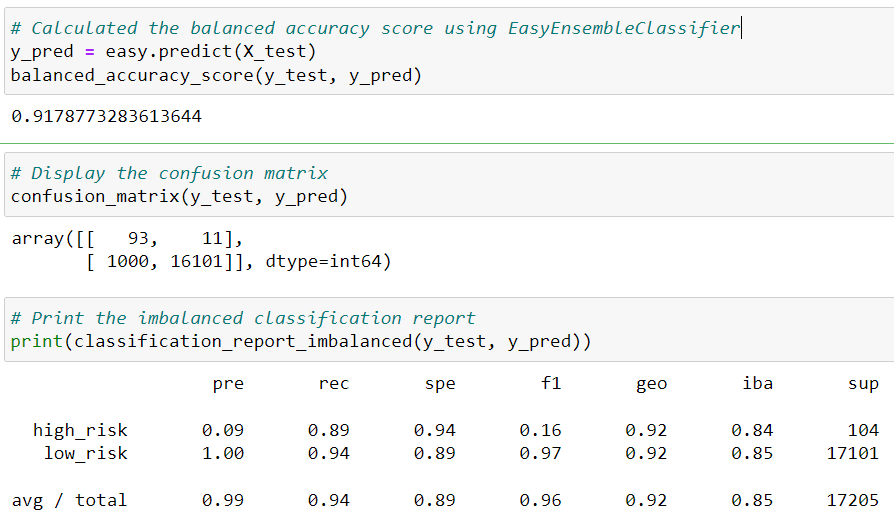 # Calculated the balanced accuracy score using EasyEnsembleClassifier
y_pred = easy.predict(X_test)
balanced_accuracy_score(y_test, y_pred)
0.9178773283613644
# Display the confusion matrix
confusion_matrix(y_test, y_pred)
array([[   93,    11],
       [ 1000, 16101]], dtype=int64)
# Print the imbalanced classification report
print(classification_report_imbalanced(y_test, y_pred))
pre rec spe f1 geo iba sup
high_risk 0.09 0.89 0.94 0.16 0.92 0.84 104
low_risk 1.00 0.94 0.89 0.97 0.92 0.85 17101
avg / total 0.99 0.94 0.89 0.96 0.92 0.85 17205